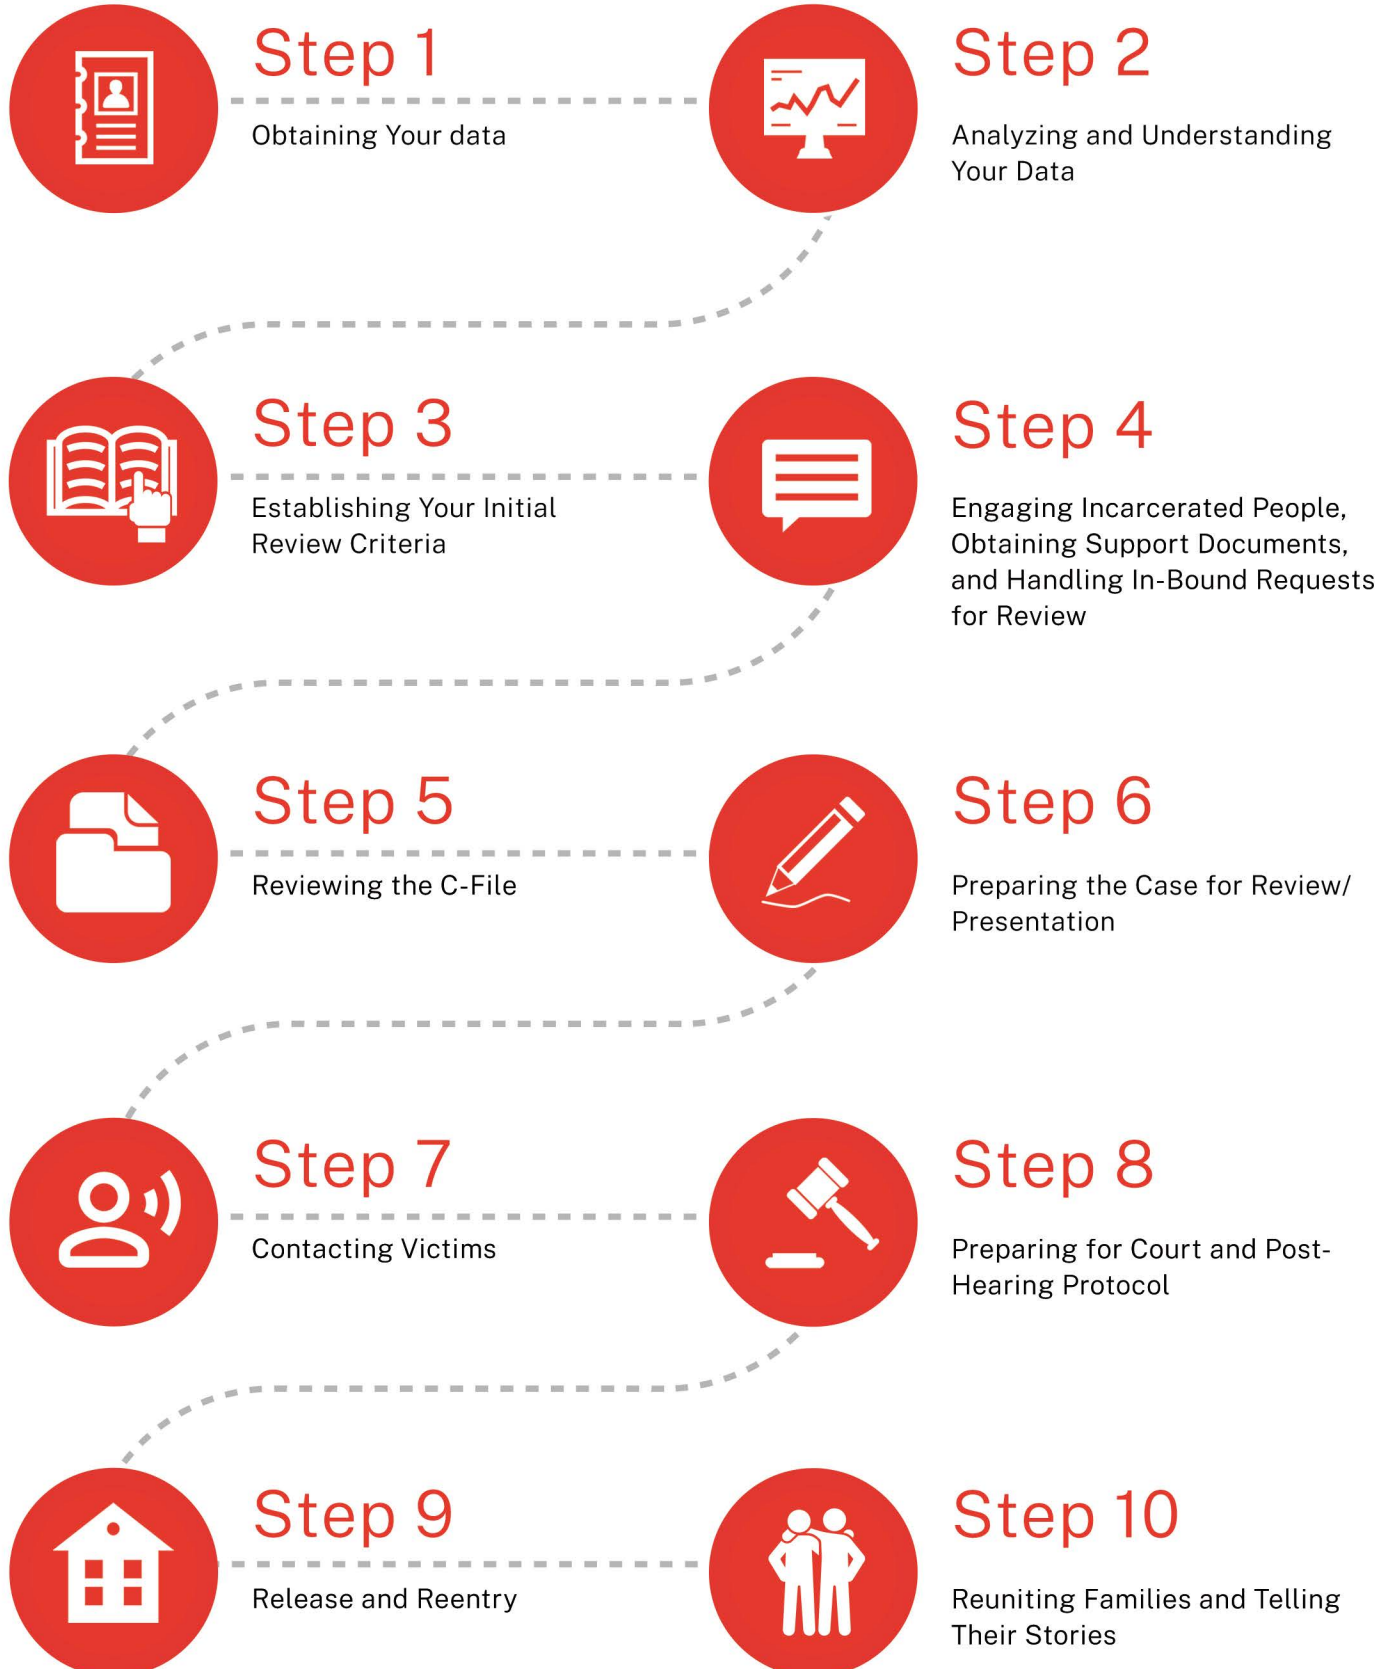 Step 1
Obtaining Your data
Step 2
Analyzing and Understanding
Your Data
Step 3
Establishing Your Initial
Review Criteria
Step 4
Engaging Incarcerated People,
Obtaining Support Documents,
and Handling In-Bound Requests
for Review
Step 5
Reviewing the C-File
Step 6
Preparing the Case for Review/
Presentation
Step 7
Contacting Victims
Step 8
Preparing for Court and Post-
Hearing Protocol
Step 9
Release and Reentry
Step 10
Reuniting Families and Telling
Their Stories